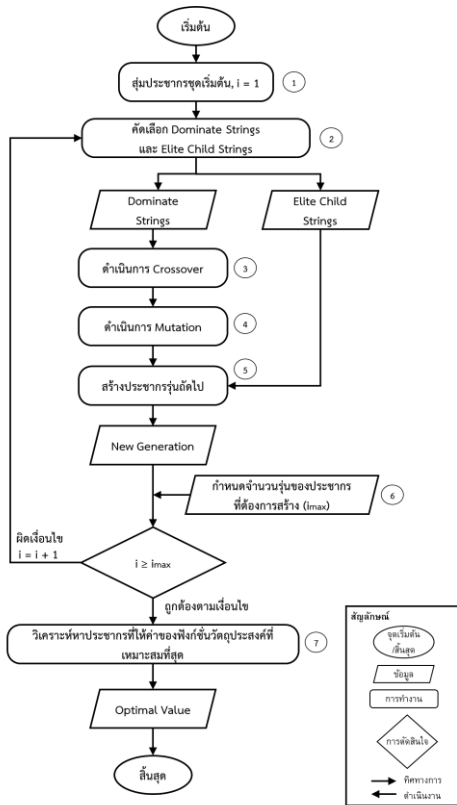 เริ่มต้น
สุ่มประชากรชุดเริ่มต้น, i = 1
1
คัดเลือก Dominate Strings
และ Elite Child Strings
2
Dominate
Strings
Elite Child
Strings
ดำเนินการ Crossover
3
ดำเนินการ Mutation
4
สร้างประชากรรุ่นถัดไป
5
New Generation
กำหนดจำนวนรุ่นของประชากร
ที่ต้องการสร้าง (imax)
6
ผิดเงื่อนไข
i = i + 1
i ≥ imax
ถูกต้องตามเงื่อนไข
วิเคราะห์หาประชากรที่ให้ค่าของฟังก์ชั่นวัตถุประสงค์ที่
เหมาะสมที่สุด
7
Optimal Value
สิ้นสุด
สัญลักษณ์
จุดเริ่มต้น
/สิ้นสุด
ข้อมูล
การทำงาน
การตัดสินใจ
ทิศทางการ
ดำเนินงาน